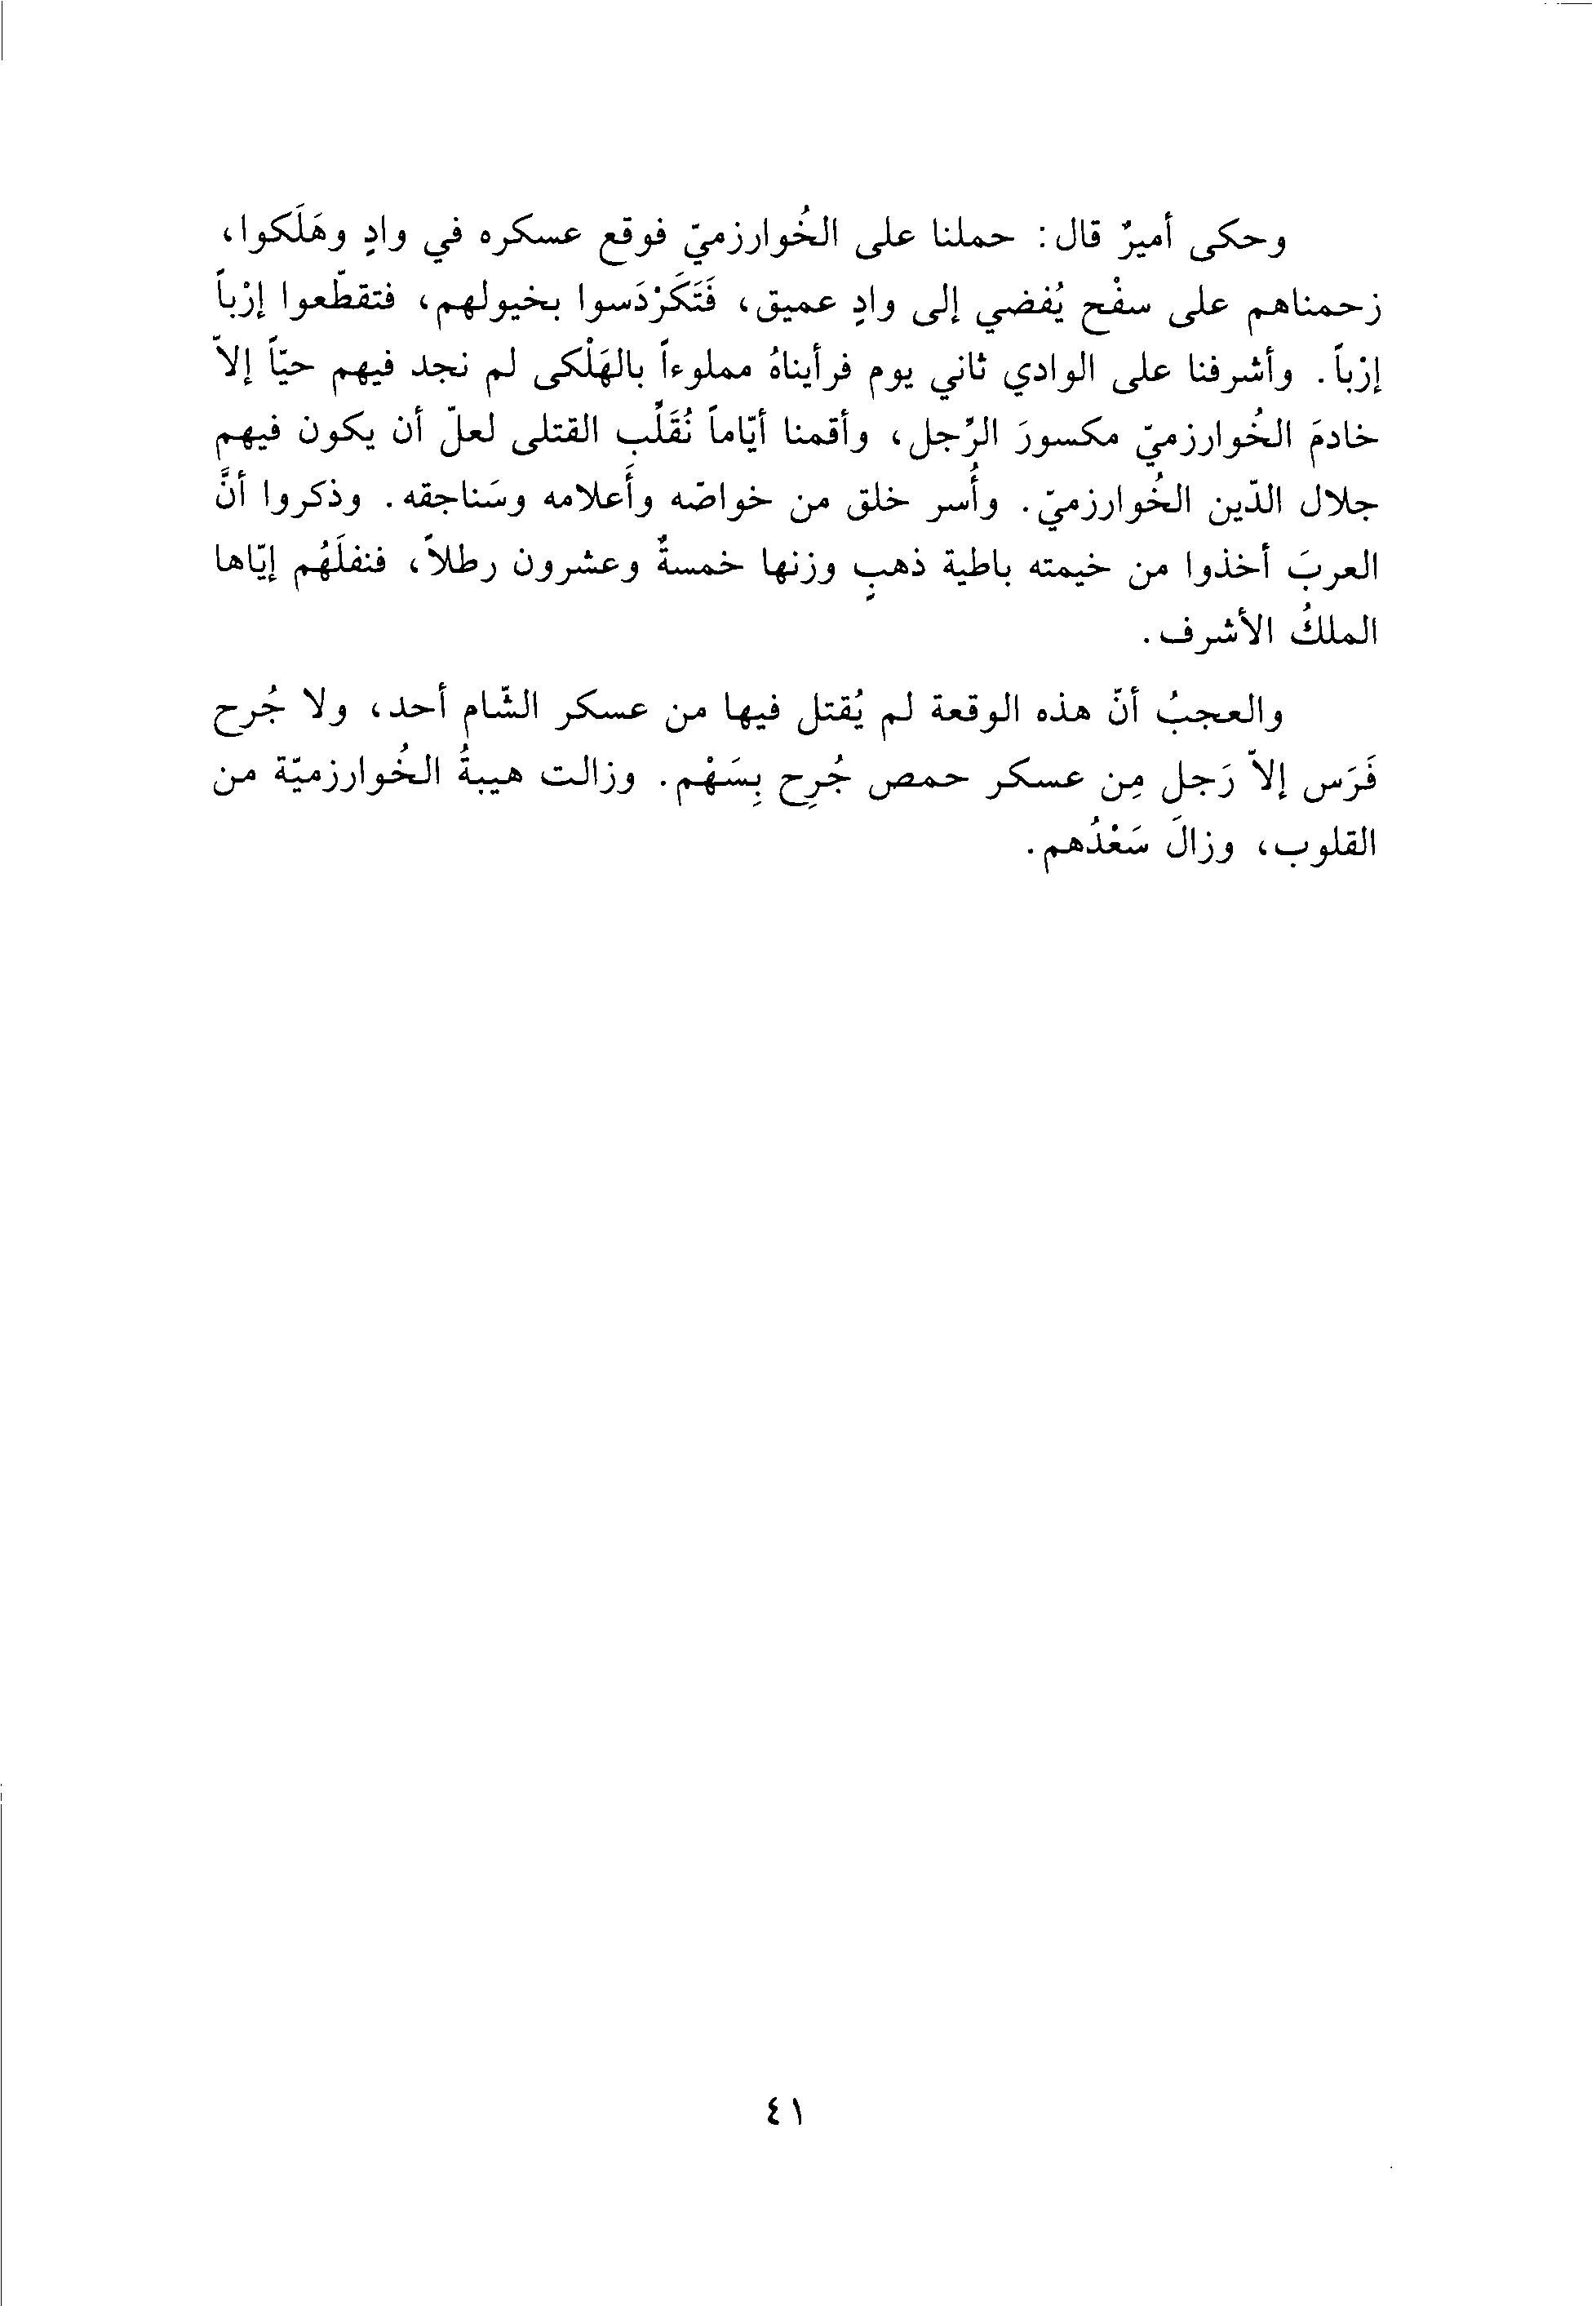 وحكى أميرٌ قال: حملنا على الخُوارزميّ فوقع عسكره في وادٍ وهَلَكوا،
زحمناهم على سفْح يُفضي إلى وادٍ عميق، فَتَكَرْدَسوا بخيولهم، فتقطّعوا إرْباً
إرْباً. وأشرفنا على الوادي ثاني يوم فرأيناهُ مملوءاً بالهَلْكى لم نجد فيهم حيّاً إلاّ
خادمَ الخُوارزميّ مكسورَ الرِّجل، وأقمنا أيّاماً نُقَلِّب القتلى لعلّ أن يكون فيهم
جلال الدّين الخُوارزميّ. وأُسر خلق من خواصّه وأَعلامه وسَناجقه. وذكروا أنَّ
العربَ أخذوا من خيمته باطية ذهبٍ وزنها خمسةٌ وعشرون رطلاً، فنفلَهُم إيّاها
الملكُ الأشرف.
والعجبُ أنّ هذه الوقعة لم يُقتل فيها من عسكر الشّام أحد، ولا جُرح
فَرَس إلاّ رَجل مِن عسكر حمص جُرِح بِسَهْم. وزالت هيبةُ الخُوارزميّة من
القلوب، وزالَ سَعْدُهم.
٤١